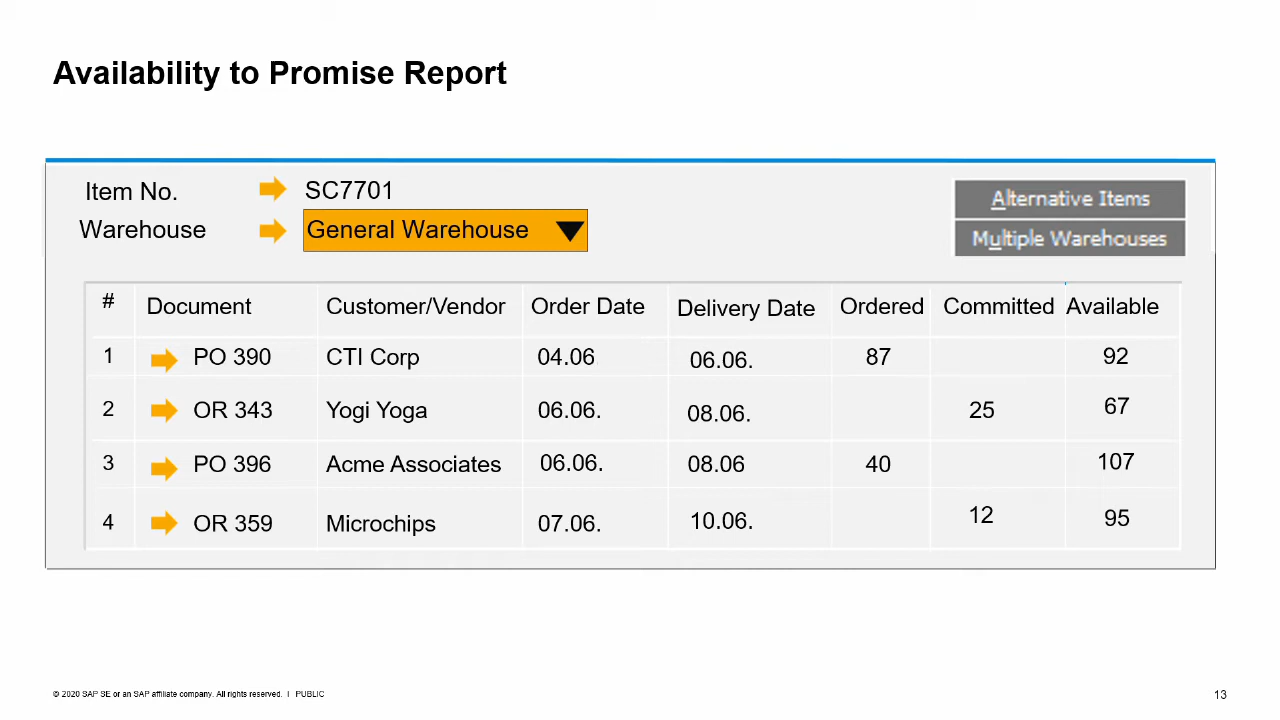 Availability to Promise Report
Item No. SC7701
Warehouse General Warehouse
Alternative Items
Multiple Warehouses
# Document Customer/Vendor Order Date Delivery Date Ordered Committed Available
1 PO 390 CTI Corp 04.06 06.06. 87 92
2 OR 343 Yogi Yoga 06.06. 08.06. 25 67
3 PO 396 Acme Associates 06.06. 08.06 40 107
4 OR 359 Microchips 07.06. 10.06. 12 95
© 2020 SAP SE or an SAP affiliate company. All rights reserved. I PUBLIC
13